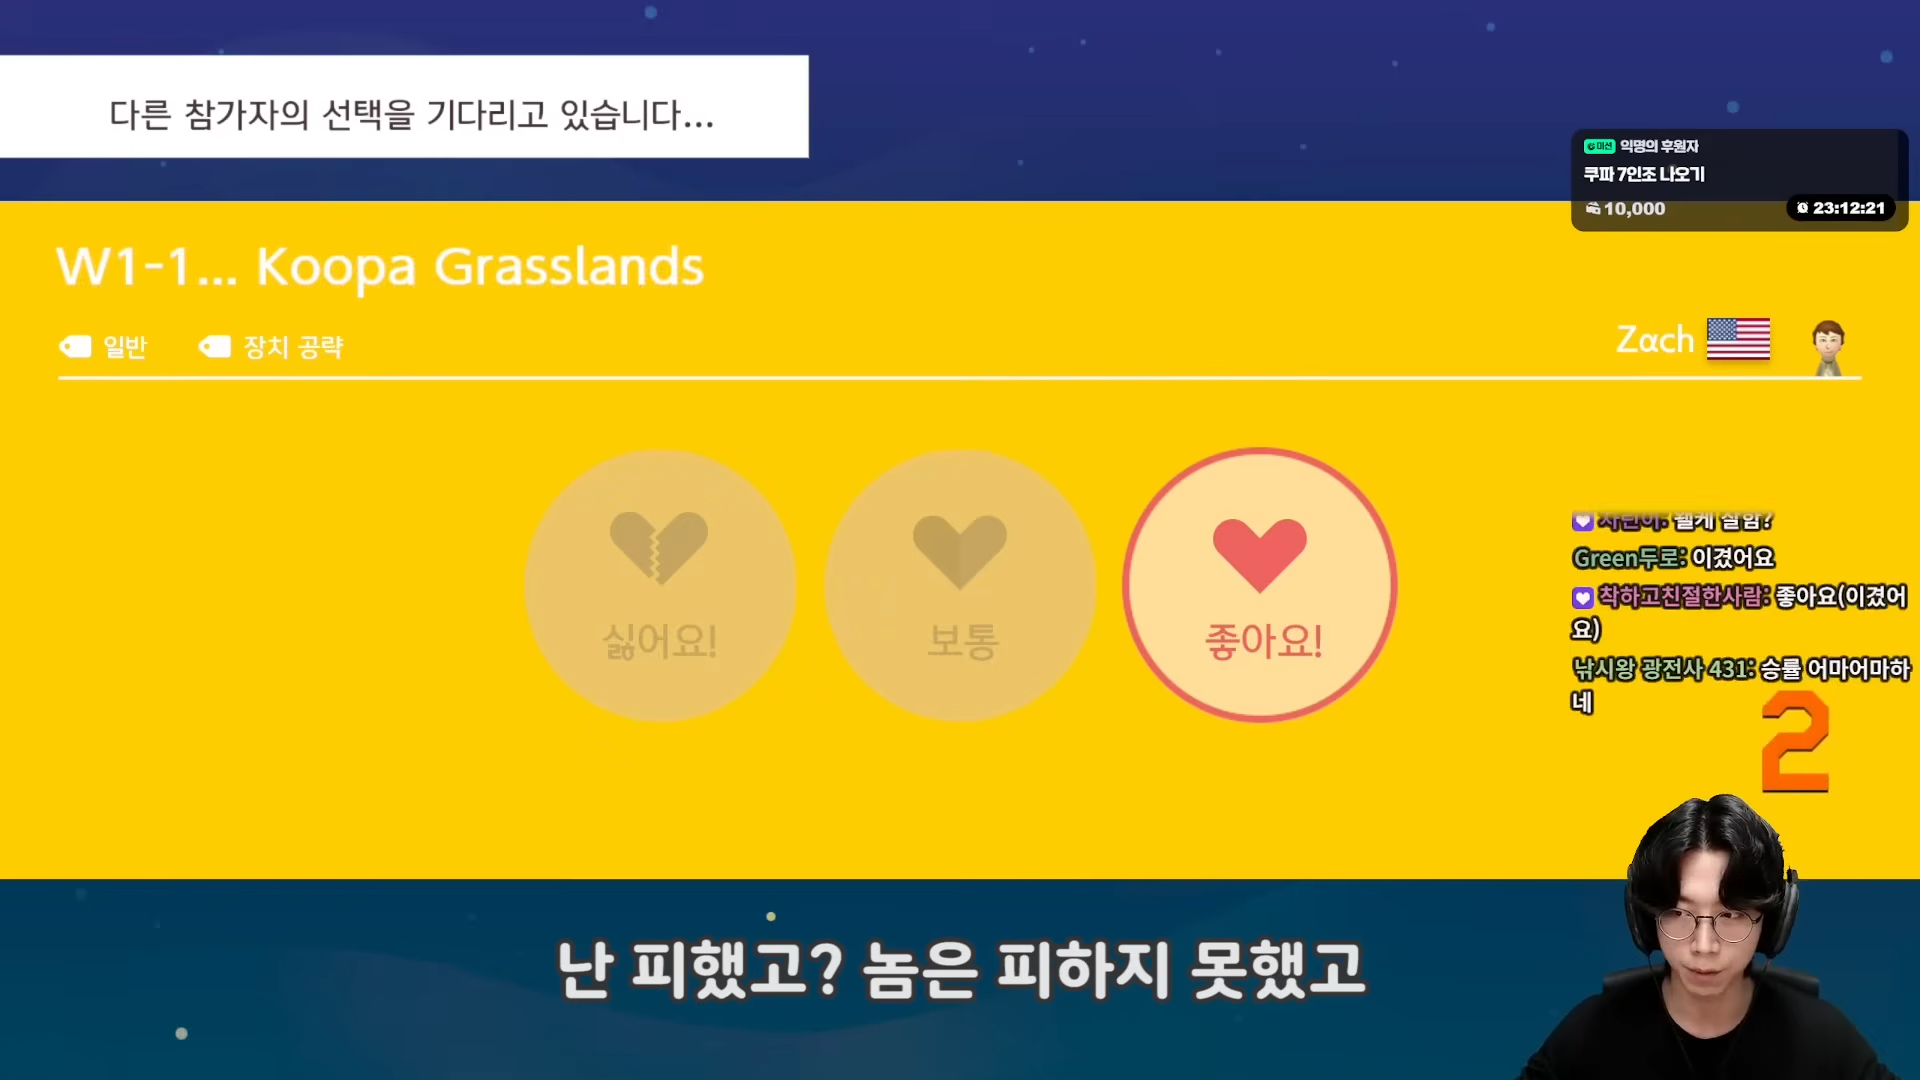 다른 참가자의 선택을 기다리고 있습니다...
미션 익명의 후원자
쿠파 7인조 나오기
10,000
23:12:21
W1-1... Koopa Grasslands
일반
장치 공략
Zach
싫어요!
보통
좋아요!
Green두로: 이겼어요
착하고친절한사람: 좋아요(이겼어
요)
낚시왕 광전사 431: 승률 어마어마하
네
2
난 피했고? 놈은 피하지 못했고